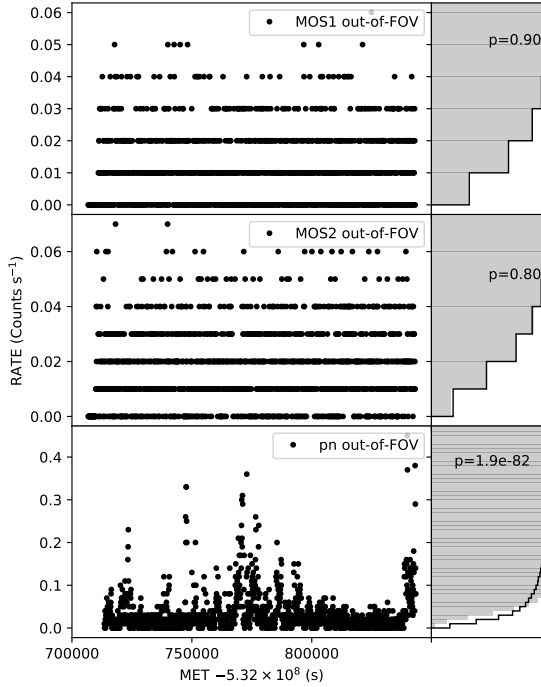 0.06
0.05
0.04
0.03
0.02
0.01
0.00
MOS1 out-of-FOV
p=0.90
0.06
0.04
0.02
0.00
MOS2 out-of-FOV
p=0.80
RATE (Counts s⁻¹)
0.4
0.3
0.2
0.1
0.0
pn out-of-FOV
p=1.9e-82
700000 750000 800000
MET −5.32 × 10⁸ (s)